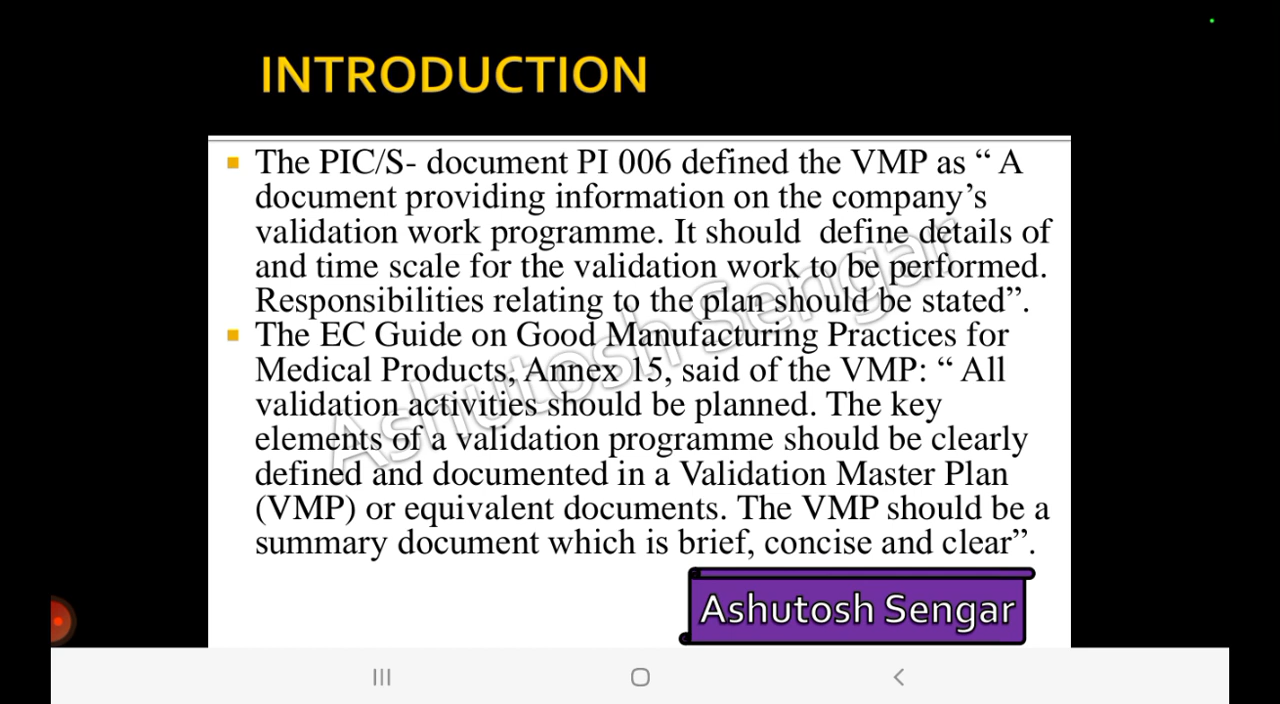 INTRODUCTION
The PIC/S- document PI 006 defined the VMP as “ A
document providing information on the company’s
validation work programme. It should define details of
and time scale for the validation work to be performed.
Responsibilities relating to the plan should be stated”.
The EC Guide on Good Manufacturing Practices for
Medical Products, Annex 15, said of the VMP: “ All
validation activities should be planned. The key
elements of a validation programme should be clearly
defined and documented in a Validation Master Plan
(VMP) or equivalent documents. The VMP should be a
summary document which is brief, concise and clear”.
Ashutosh Sengar
Ashutosh Sengar